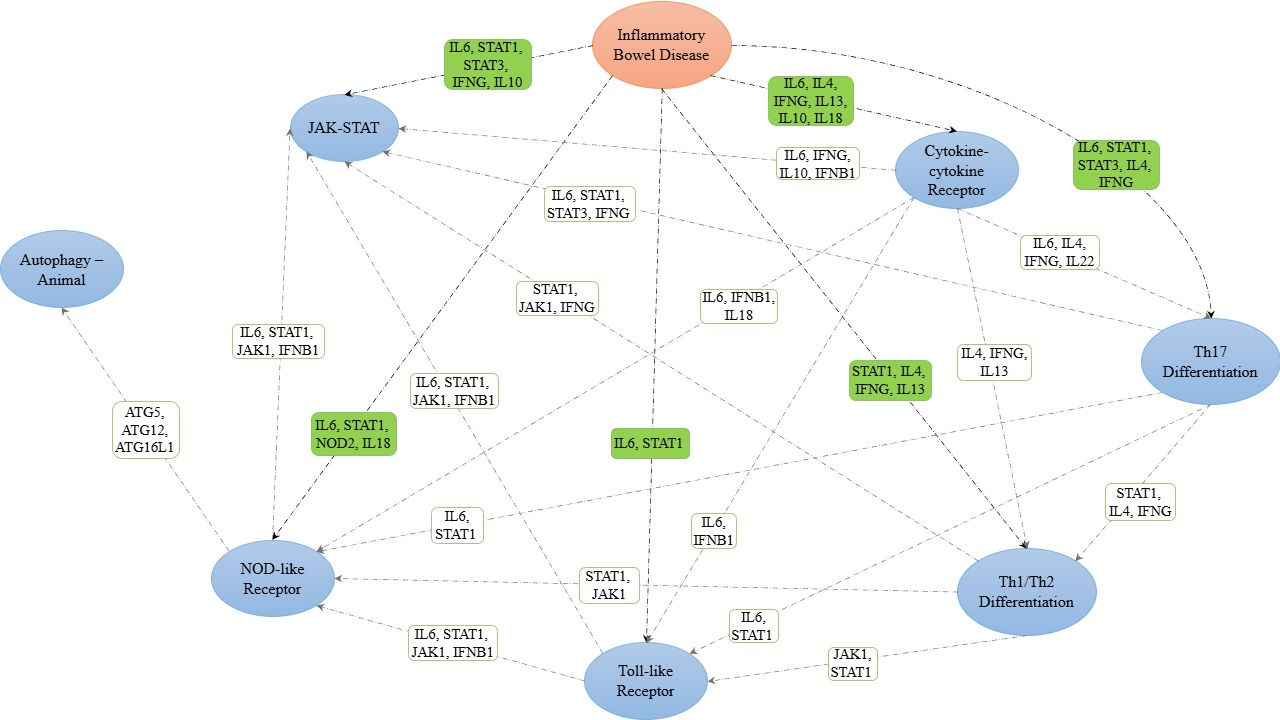 Inflammatory
Bowel Disease
IL6, STAT1,
STAT3,
IFNG, IL10
IL6, IL4,
IFNG, IL13,
IL10, IL18
JAK-STAT
IL6, IFNG,
IL10, IFNB1
Cytokine-
cytokine
Receptor
IL6, STAT1,
STAT3, IL4,
IFNG
IL6, STAT1,
STAT3, IFNG
IL6, IL4,
IFNG, IL22
Autophagy –
Animal
STAT1,
JAK1, IFNG
IL6, IFNB1,
IL18
IL6, STAT1,
JAK1, IFNB1
IL4, IFNG,
IL13
Th17
Differentiation
IL6, STAT1,
JAK1, IFNB1
STAT1, IL4,
IFNG, IL13
ATG5,
ATG12,
ATG16L1
IL6, STAT1,
NOD2, IL18
IL6, STAT1
STAT1,
IL4, IFNG
IL6,
STAT1
IL6,
IFNB1
NOD-like
Receptor
STAT1,
JAK1
Th1/Th2
Differentiation
IL6,
STAT1
IL6, STAT1,
JAK1, IFNB1
JAK1,
STAT1
Toll-like
Receptor